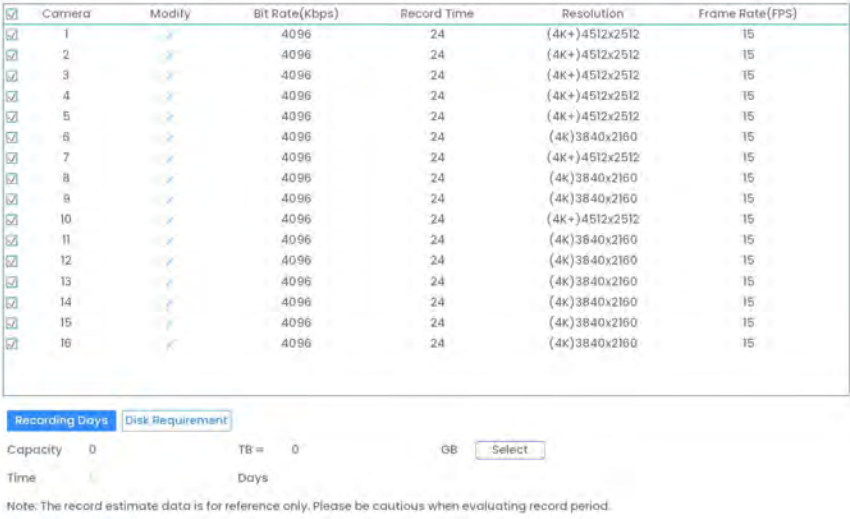 Camera Modify Bit Rate(Kbps) Record Time Resolution Frame Rate(FPS)
1 4096 24 (4K+)4512x2512 15
2 4096 24 (4K+)4512x2512 15
3 4096 24 (4K+)4512x2512 15
4 4096 24 (4K+)4512x2512 15
5 4096 24 (4K+)4512x2512 15
6 4096 24 (4K)3840x2160 15
7 4096 24 (4K+)4512x2512 15
8 4096 24 (4K)3840x2160 15
9 4096 24 (4K)3840x2160 15
10 4096 24 (4K+)4512x2512 15
11 4096 24 (4K)3840x2160 15
12 4096 24 (4K)3840x2160 15
13 4096 24 (4K)3840x2160 15
14 4096 24 (4K)3840x2160 15
15 4096 24 (4K)3840x2160 15
16 4096 24 (4K)3840x2160 15
Recording Days Disk Requirement
Capacity 0 TB = 0 GB Select
Time Days
Note: The record estimate data is for reference only. Please be cautious when evaluating record period.